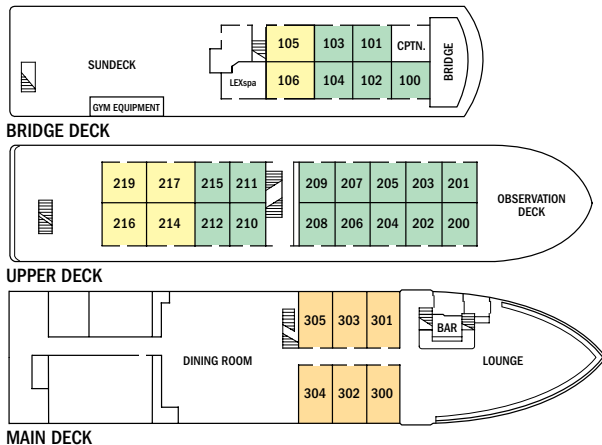 105 103 101 CPTN.
SUNDECK
BRIDGE
LEXspa 106 104 102 100
GYM EQUIPMENT
BRIDGE DECK
219 217 215 211 209 207 205 203 201
OBSERVATION
DECK
216 214 212 210 208 206 204 202 200
UPPER DECK
305 303 301
BAR
DINING ROOM
LOUNGE
304 302 300
MAIN DECK